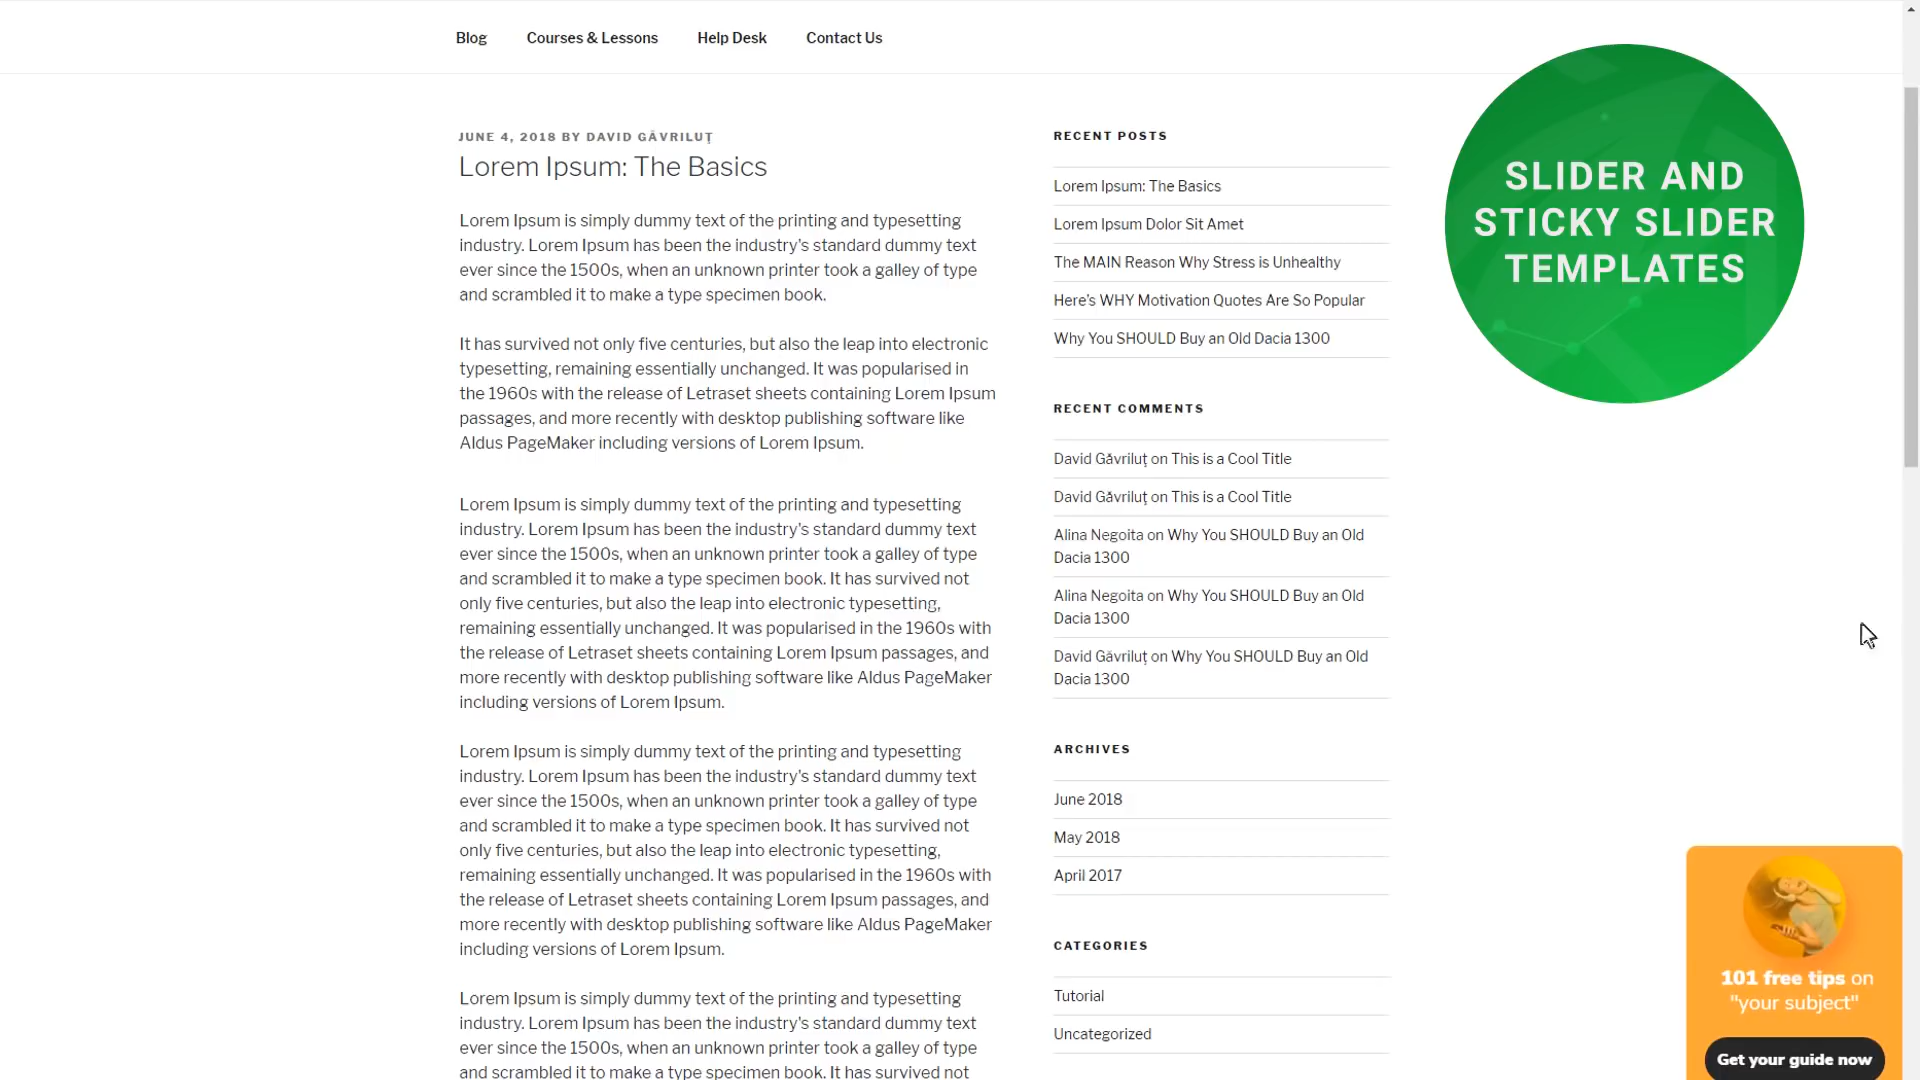 Blog
Courses & Lessons
Help Desk
Contact Us
JUNE 4, 2018 BY DAVID GĂVRILUȚ
Lorem Ipsum: The Basics
Lorem Ipsum is simply dummy text of the printing and typesetting
industry. Lorem Ipsum has been the industry's standard dummy text
ever since the 1500s, when an unknown printer took a galley of type
and scrambled it to make a type specimen book.
It has survived not only five centuries, but also the leap into electronic
typesetting, remaining essentially unchanged. It was popularised in
the 1960s with the release of Letraset sheets containing Lorem Ipsum
passages, and more recently with desktop publishing software like
Aldus PageMaker including versions of Lorem Ipsum.
Lorem Ipsum is simply dummy text of the printing and typesetting
industry. Lorem Ipsum has been the industry's standard dummy text
ever since the 1500s, when an unknown printer took a galley of type
and scrambled it to make a type specimen book. It has survived not
only five centuries, but also the leap into electronic typesetting,
remaining essentially unchanged. It was popularised in the 1960s with
the release of Letraset sheets containing Lorem Ipsum passages, and
more recently with desktop publishing software like Aldus PageMaker
including versions of Lorem Ipsum.
Lorem Ipsum is simply dummy text of the printing and typesetting
industry. Lorem Ipsum has been the industry's standard dummy text
ever since the 1500s, when an unknown printer took a galley of type
and scrambled it to make a type specimen book. It has survived not
only five centuries, but also the leap into electronic typesetting,
remaining essentially unchanged. It was popularised in the 1960s with
the release of Letraset sheets containing Lorem Ipsum passages, and
more recently with desktop publishing software like Aldus PageMaker
including versions of Lorem Ipsum.
Lorem Ipsum is simply dummy text of the printing and typesetting
industry. Lorem Ipsum has been the industry's standard dummy text
ever since the 1500s, when an unknown printer took a galley of type
and scrambled it to make a type specimen book. It has survived not
RECENT POSTS
Lorem Ipsum: The Basics
Lorem Ipsum Dolor Sit Amet
The MAIN Reason Why Stress is Unhealthy
Here's WHY Motivation Quotes Are So Popular
Why You SHOULD Buy an Old Dacia 1300
RECENT COMMENTS
David Găvriluț on This is a Cool Title
David Găvriluț on This is a Cool Title
Alina Negoita on Why You SHOULD Buy an Old
Dacia 1300
Alina Negoita on Why You SHOULD Buy an Old
Dacia 1300
David Găvriluț on Why You SHOULD Buy an Old
Dacia 1300
ARCHIVES
June 2018
May 2018
April 2017
CATEGORIES
Tutorial
Uncategorized
SLIDER AND
STICKY SLIDER
TEMPLATES
101 free tips on
"your subject"
Get your guide now